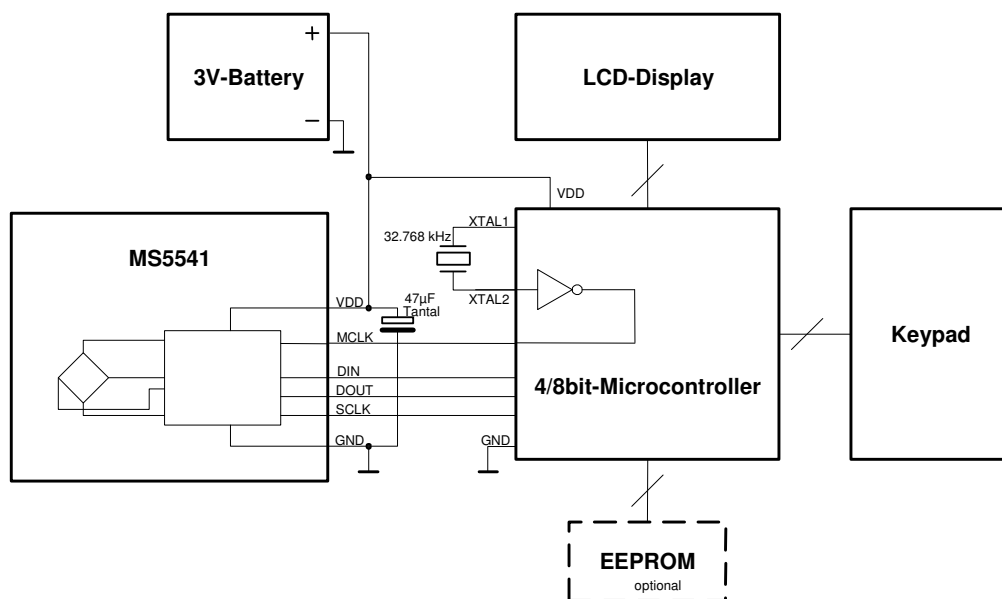 +
3V-Battery
–
LCD-Display
VDD
MS5541
XTAL1
32.768 kHz
XTAL2
VDD
47µF
Tantal
MCLK
DIN
DOUT
SCLK
GND
4/8bit-Microcontroller
GND
Keypad
EEPROM
optional